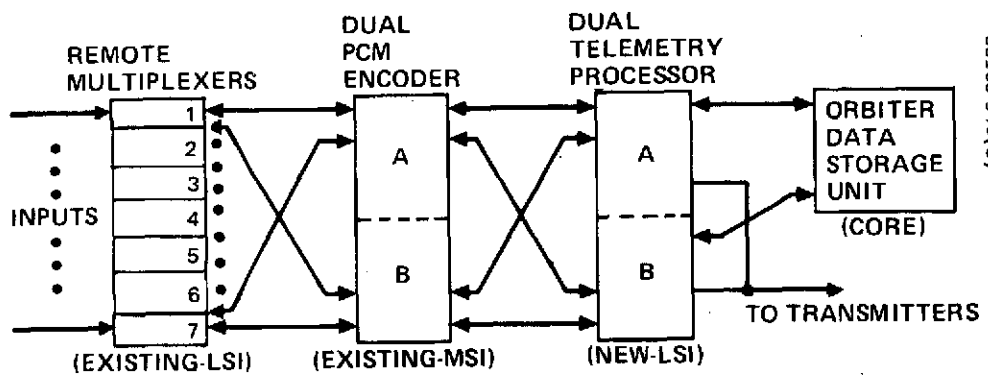 REMOTE
MULTIPLEXERS
DUAL
PCM
ENCODER
DUAL
TELEMETRY
PROCESSOR
INPUTS
1
2
3
4
5
6
7
A
B
A
B
ORBITER
DATA
STORAGE
UNIT
(CORE)
TO TRANSMITTERS
(EXISTING-LSI)
(EXISTING-MSI)
(NEW-LSI)